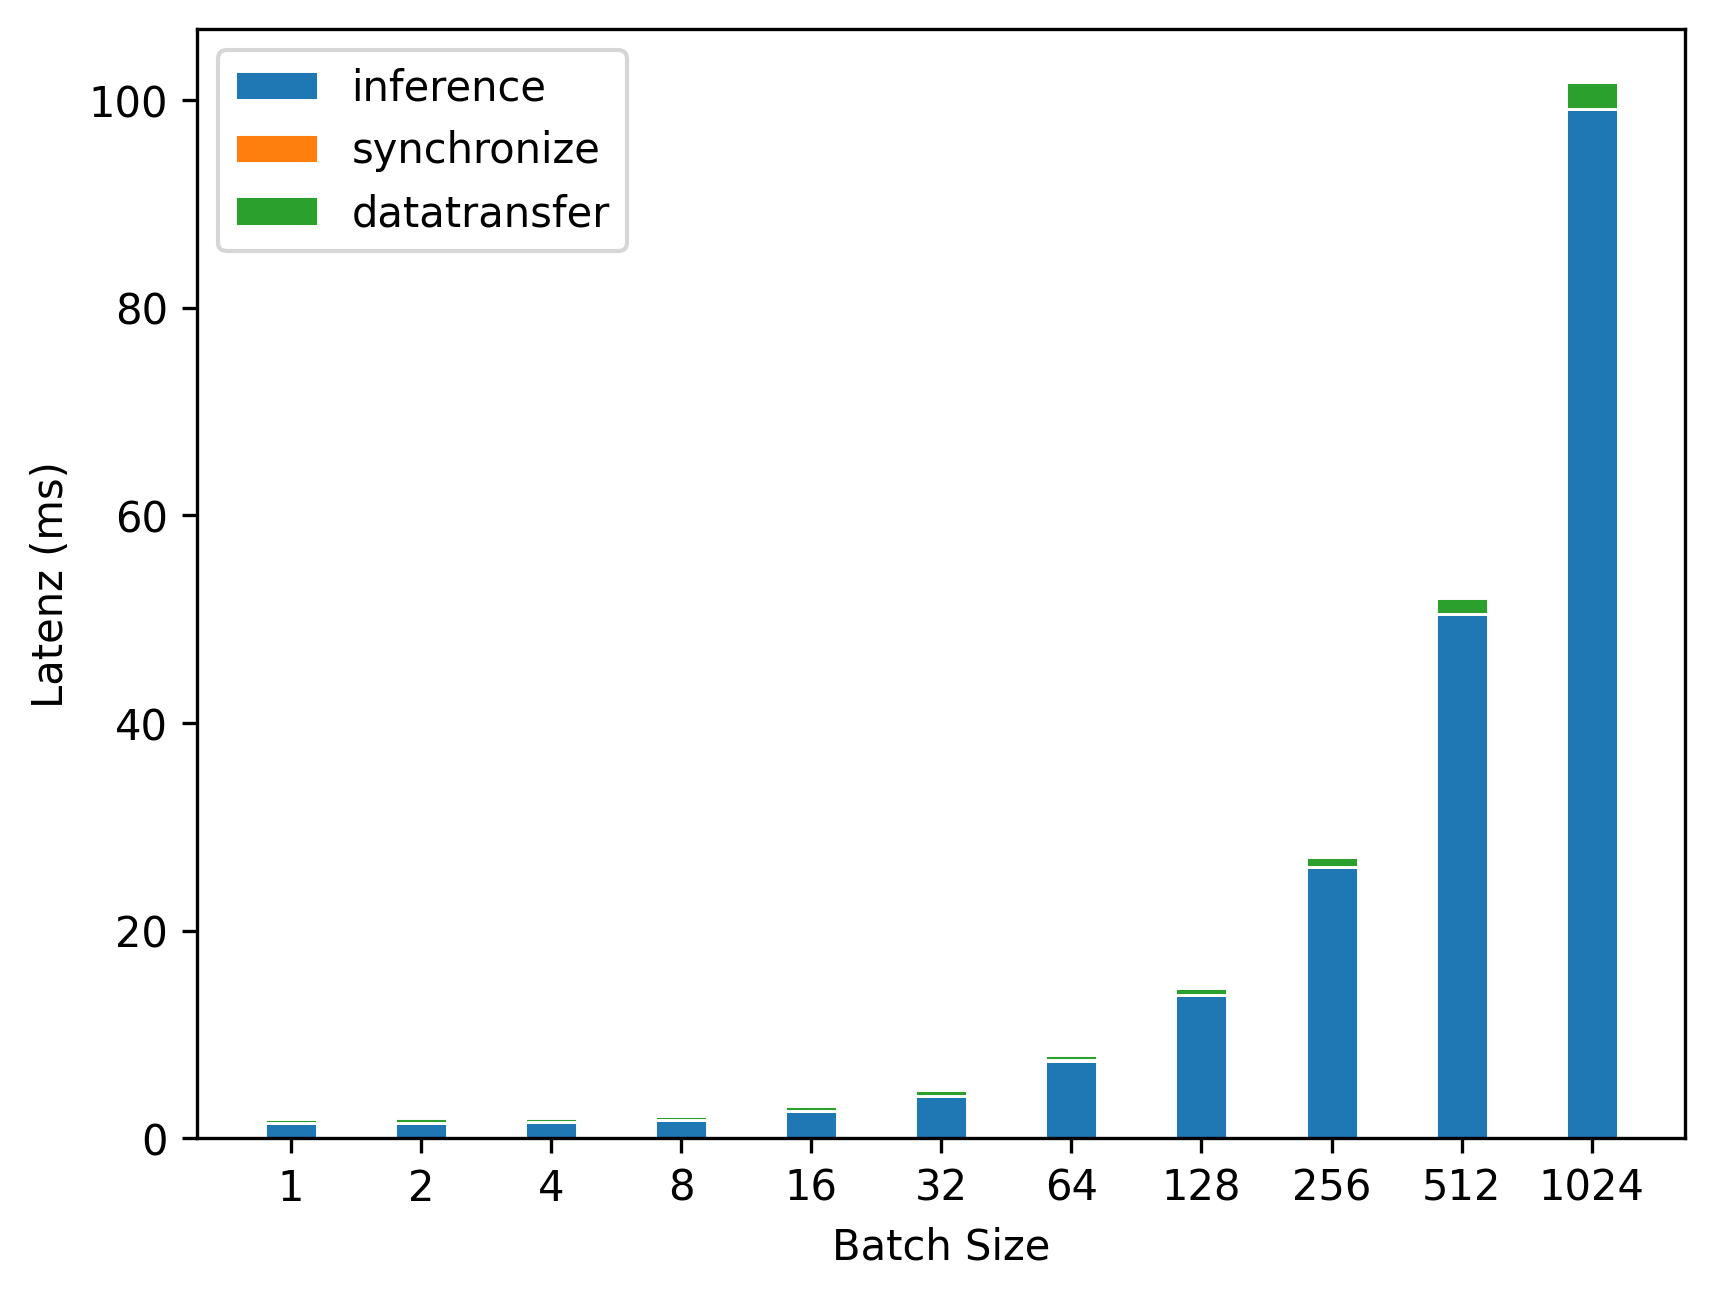 inference
synchronize
datatransfer
100
80
60
40
20
0
Latenz (ms)
1 2 4 8 16 32 64 128 256 512 1024
Batch Size